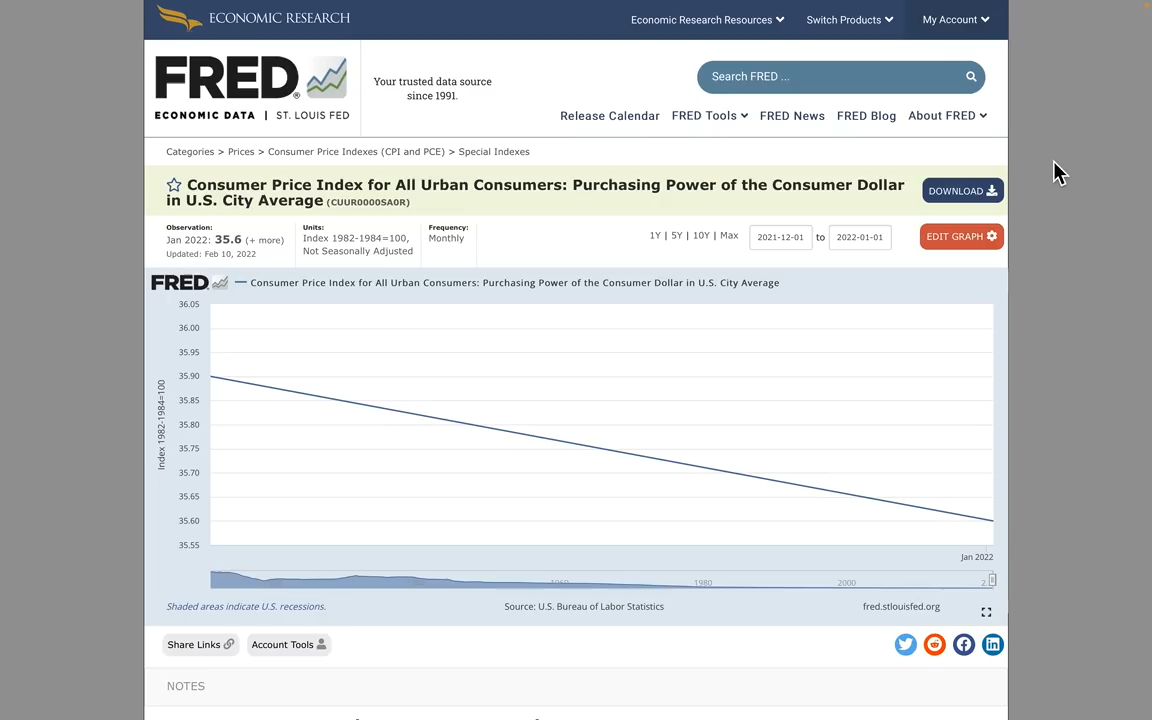 ECONOMIC RESEARCH
Economic Research Resources Switch Products My Account
FRED®
ECONOMIC DATA | ST. LOUIS FED
Your trusted data source
since 1991.
Search FRED ...
Release Calendar FRED Tools FRED News FRED Blog About FRED
Categories > Prices > Consumer Price Indexes (CPI and PCE) > Special Indexes
Consumer Price Index for All Urban Consumers: Purchasing Power of the Consumer Dollar
in U.S. City Average (CUUR0000SA0R)
DOWNLOAD
Observation:
Jan 2022: 35.6 (+ more)
Updated: Feb 10, 2022
Units:
Index 1982-1984=100,
Not Seasonally Adjusted
Frequency:
Monthly
1Y | 5Y | 10Y | Max 2021-12-01 to 2022-01-01
EDIT GRAPH
FRED Consumer Price Index for All Urban Consumers: Purchasing Power of the Consumer Dollar in U.S. City Average
Index 1982-1984=100
36.05
36.00
35.95
35.90
35.85
35.80
35.75
35.70
35.65
35.60
35.55
Jan 2022
1960 1980 2000 2…
Shaded areas indicate U.S. recessions. Source: U.S. Bureau of Labor Statistics fred.stlouisfed.org
Share Links Account Tools
NOTES